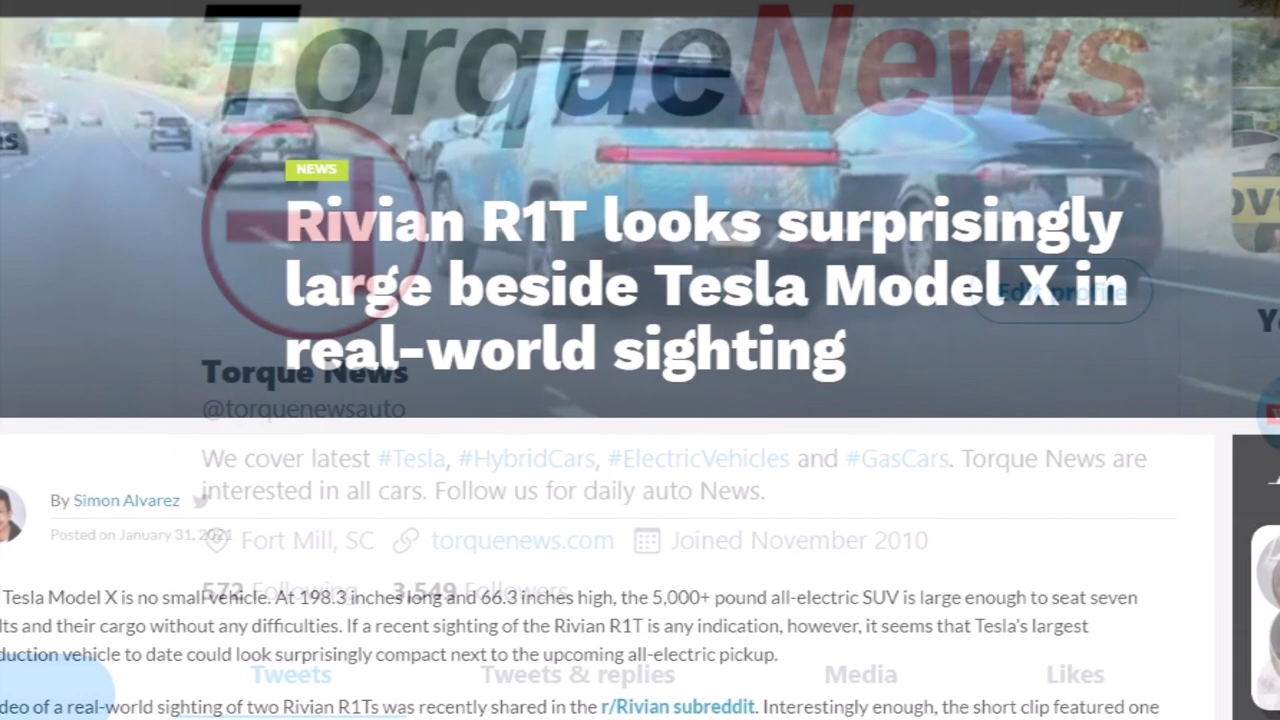 TorqueNews
NEWS
Rivian R1T looks surprisingly
large beside Tesla Model X in
real-world sighting
Edit profile
Torque News
@torquenewsauto
We cover latest #Tesla, #HybridCars, #ElectricVehicles and #GasCars. Torque News are
interested in all cars. Follow us for daily auto News.
By Simon Alvarez
Posted on January 31, 2021
Fort Mill, SC torquenews.com Joined November 2010
572 Following 3,549 Followers
Tesla Model X is no small vehicle. At 198.3 inches long and 66.3 inches high, the 5,000+ pound all-electric SUV is large enough to seat seven
lts and their cargo without any difficulties. If a recent sighting of the Rivian R1T is any indication, however, it seems that Tesla's largest
duction vehicle to date could look surprisingly compact next to the upcoming all-electric pickup.
Tweets Tweets & replies Media Likes
deo of a real-world sighting of two Rivian R1Ts was recently shared in the r/Rivian subreddit. Interestingly enough, the short clip featured one